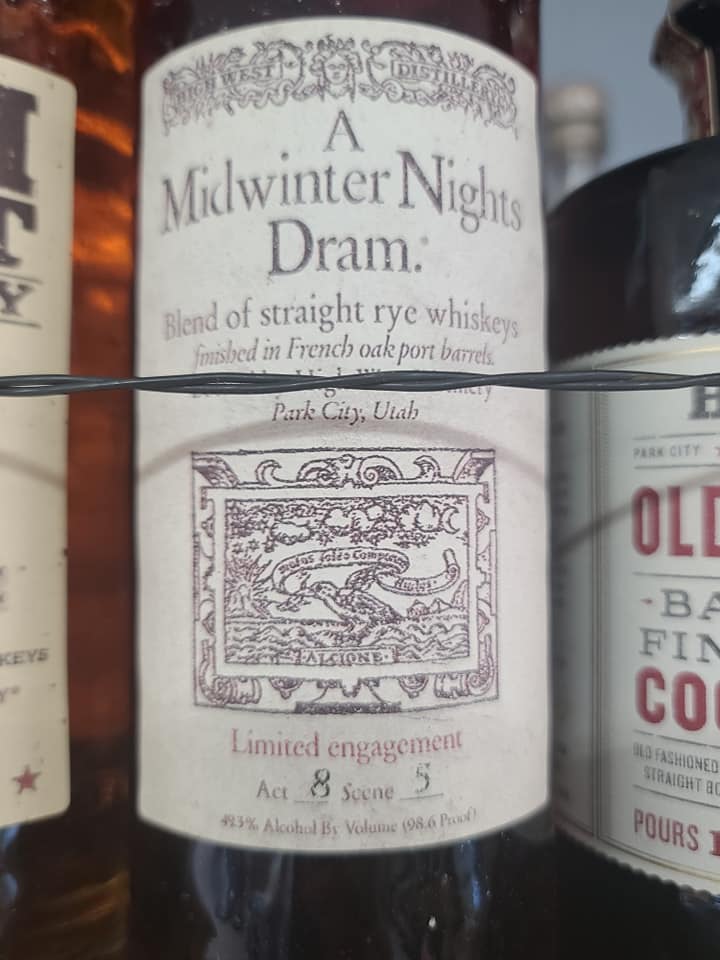 HIGH WEST DISTILLERY
A
Midwinter Nights
Dram.
Blend of straight rye whiskeys
finished in French oak port barrels.
Park City, Utah
ALCIONE
Limited engagement
Act 8 Scene 5
49.3% Alcohol By Volume (98.6 Proof)
T
Y
KEYS
PARK CITY
OLD
BA
FIN
COC
OLD FASHIONED
STRAIGHT BO
POURS